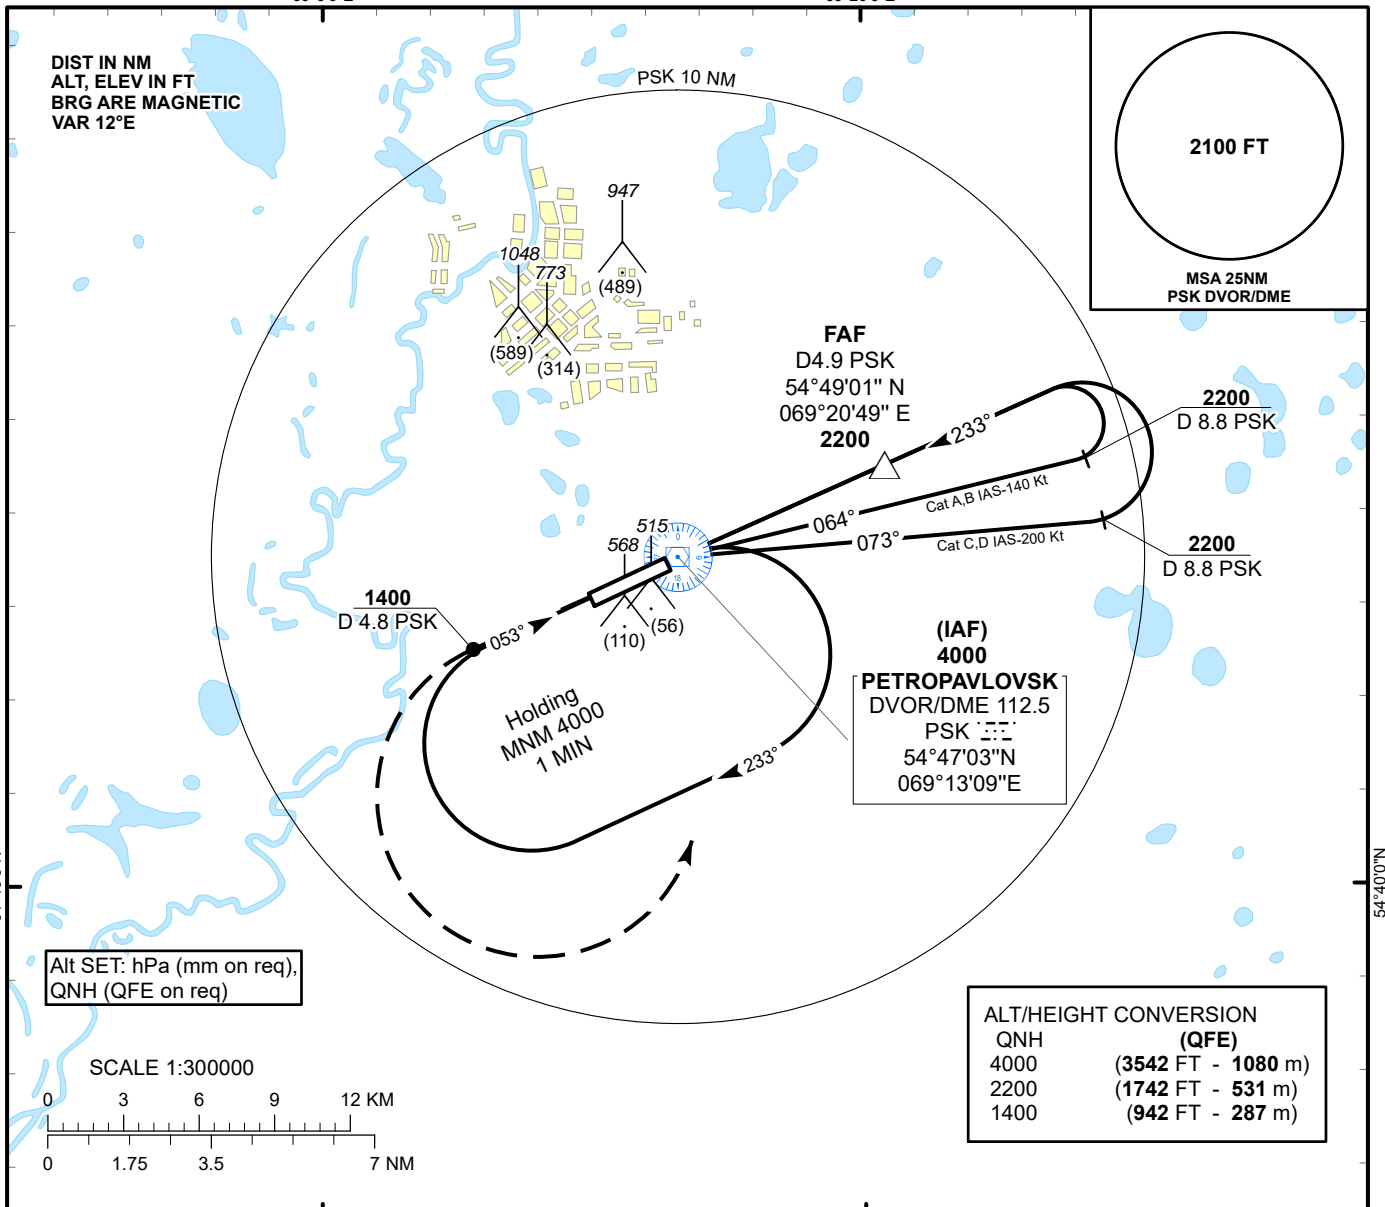 DIST IN NM
ALT, ELEV IN FT
BRG ARE MAGNETIC
VAR 12°E
PSK 10 NM
2100 FT
MSA 25NM
PSK DVOR/DME
947
(489)
1048
773
(589)
(314)
FAF
D4.9 PSK
54°49'01'' N
069°20'49'' E
2200
233°
2200
D 8.8 PSK
Cat A,B IAS-140 Kt
064°
073°
Cat C,D IAS-200 Kt
2200
D 8.8 PSK
515
568
0
9
18
(110)
(56)
1400
D 4.8 PSK
053°
Holding
MNM 4000
1 MIN
233°
(IAF)
4000
PETROPAVLOVSK
DVOR/DME 112.5
PSK
54°47'03''N
069°13'09''E
54°40'0"N
Alt SET: hPa (mm on req),
QNH (QFE on req)
SCALE 1:300000
0 3 6 9 12 KM
0 1.75 3.5 7 NM
ALT/HEIGHT CONVERSION
QNH (QFE)
4000 (3542 FT - 1080 m)
2200 (1742 FT - 531 m)
1400 (942 FT - 287 m)